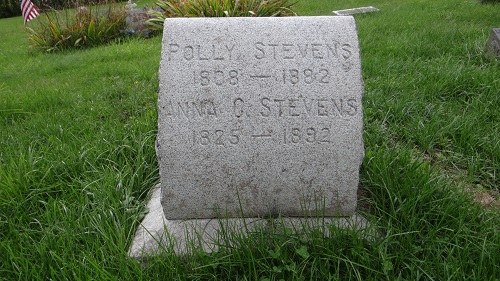 POLLY STEVENS
1808 — 1882
ANNA C. STEVENS
1825 — 1892